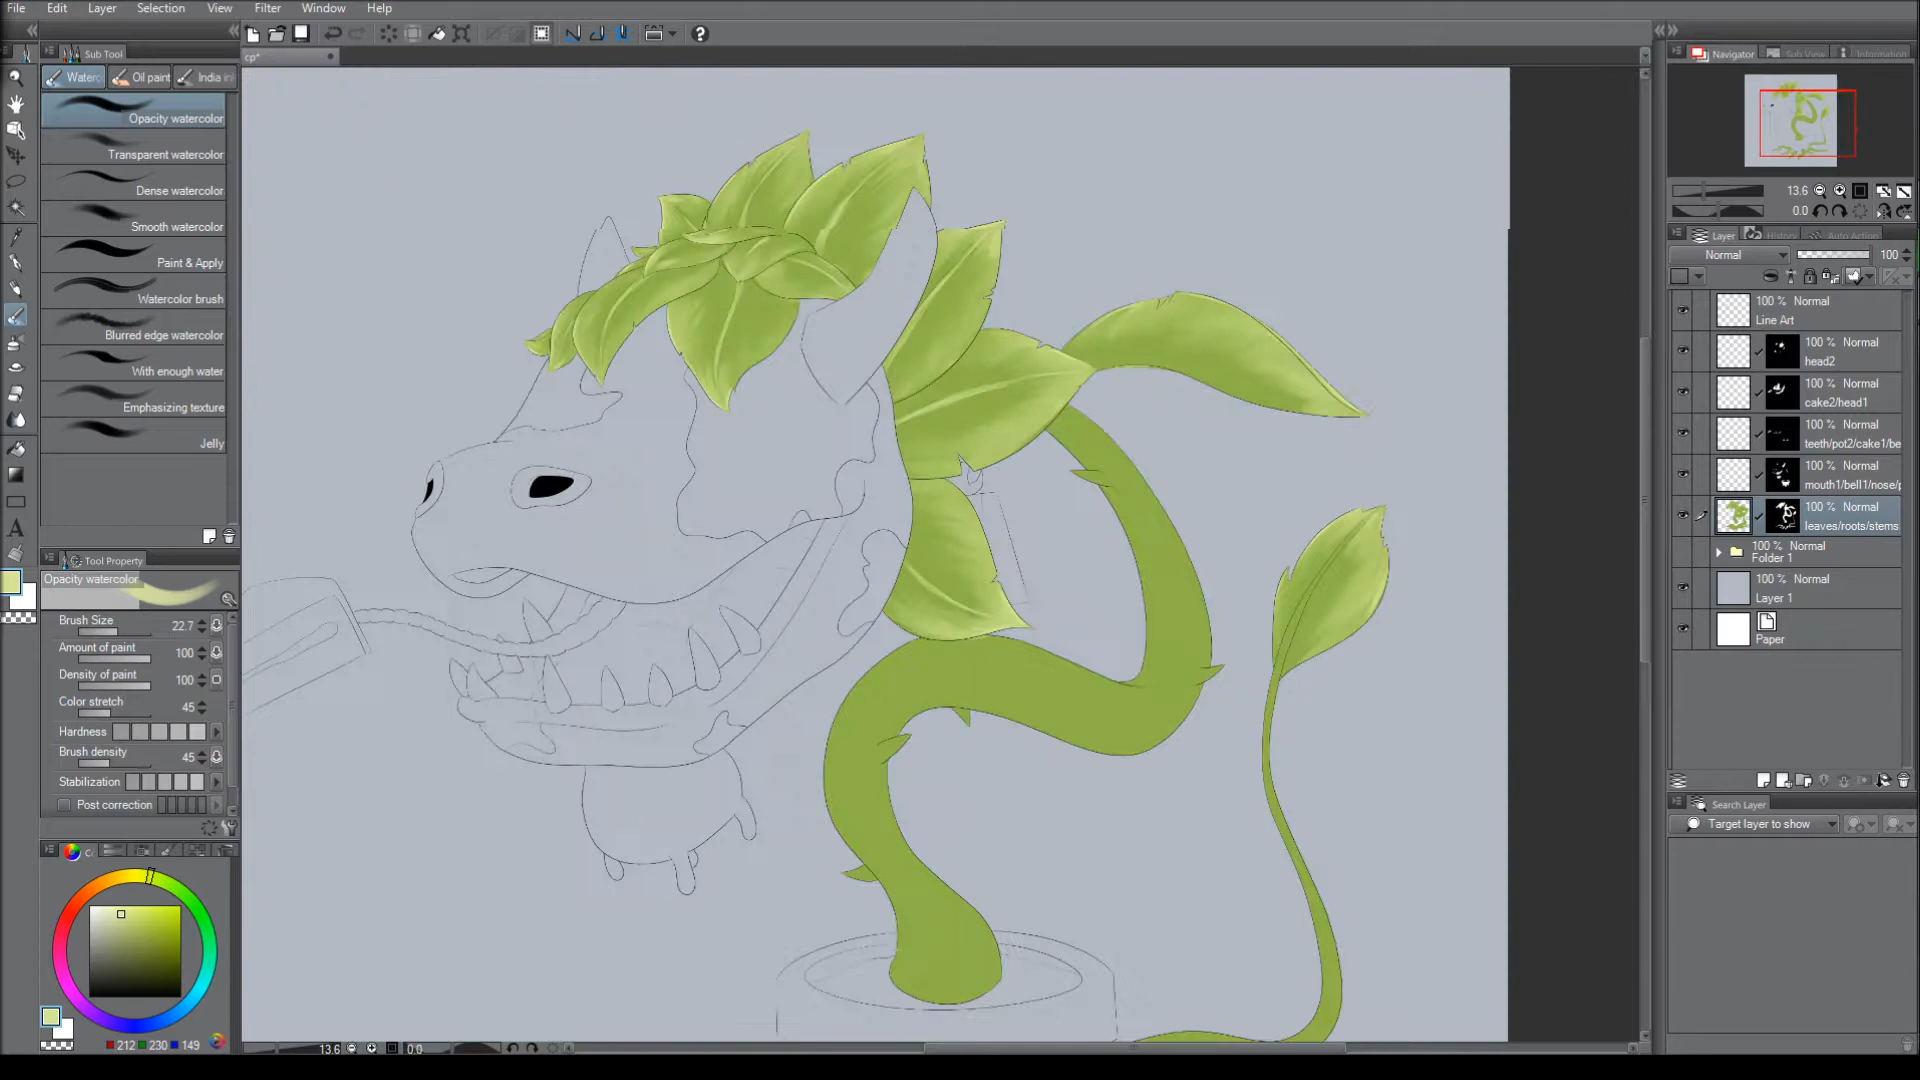 File Edit Layer Selection View Filter Window Help
Sub Tool
cp*
Navigator Sub View Information
Waterc Oil paint India in
Opacity watercolor
Transparent watercolor
Dense watercolor
Smooth watercolor
Paint & Apply
Watercolor brush
Blurred edge watercolor
With enough water
Emphasizing texture
Jelly
Tool Property
Opacity watercolor
Brush Size 22.7
Amount of paint 100
Density of paint 100
Color stretch 45
Hardness
Brush density 45
Stabilization
Post correction
C
212 230 149
13.6 0.0
13.6
0.0
Layer History Auto Action
Normal 100
100 % Normal
Line Art
100 % Normal
head2
100 % Normal
cake2/head1
100 % Normal
teeth/pot2/cake1/be
100 % Normal
mouth1/bell1/nose/p
100 % Normal
leaves/roots/stems
100 % Normal
Folder 1
100 % Normal
Layer 1
Paper
Search Layer
Target layer to show
A